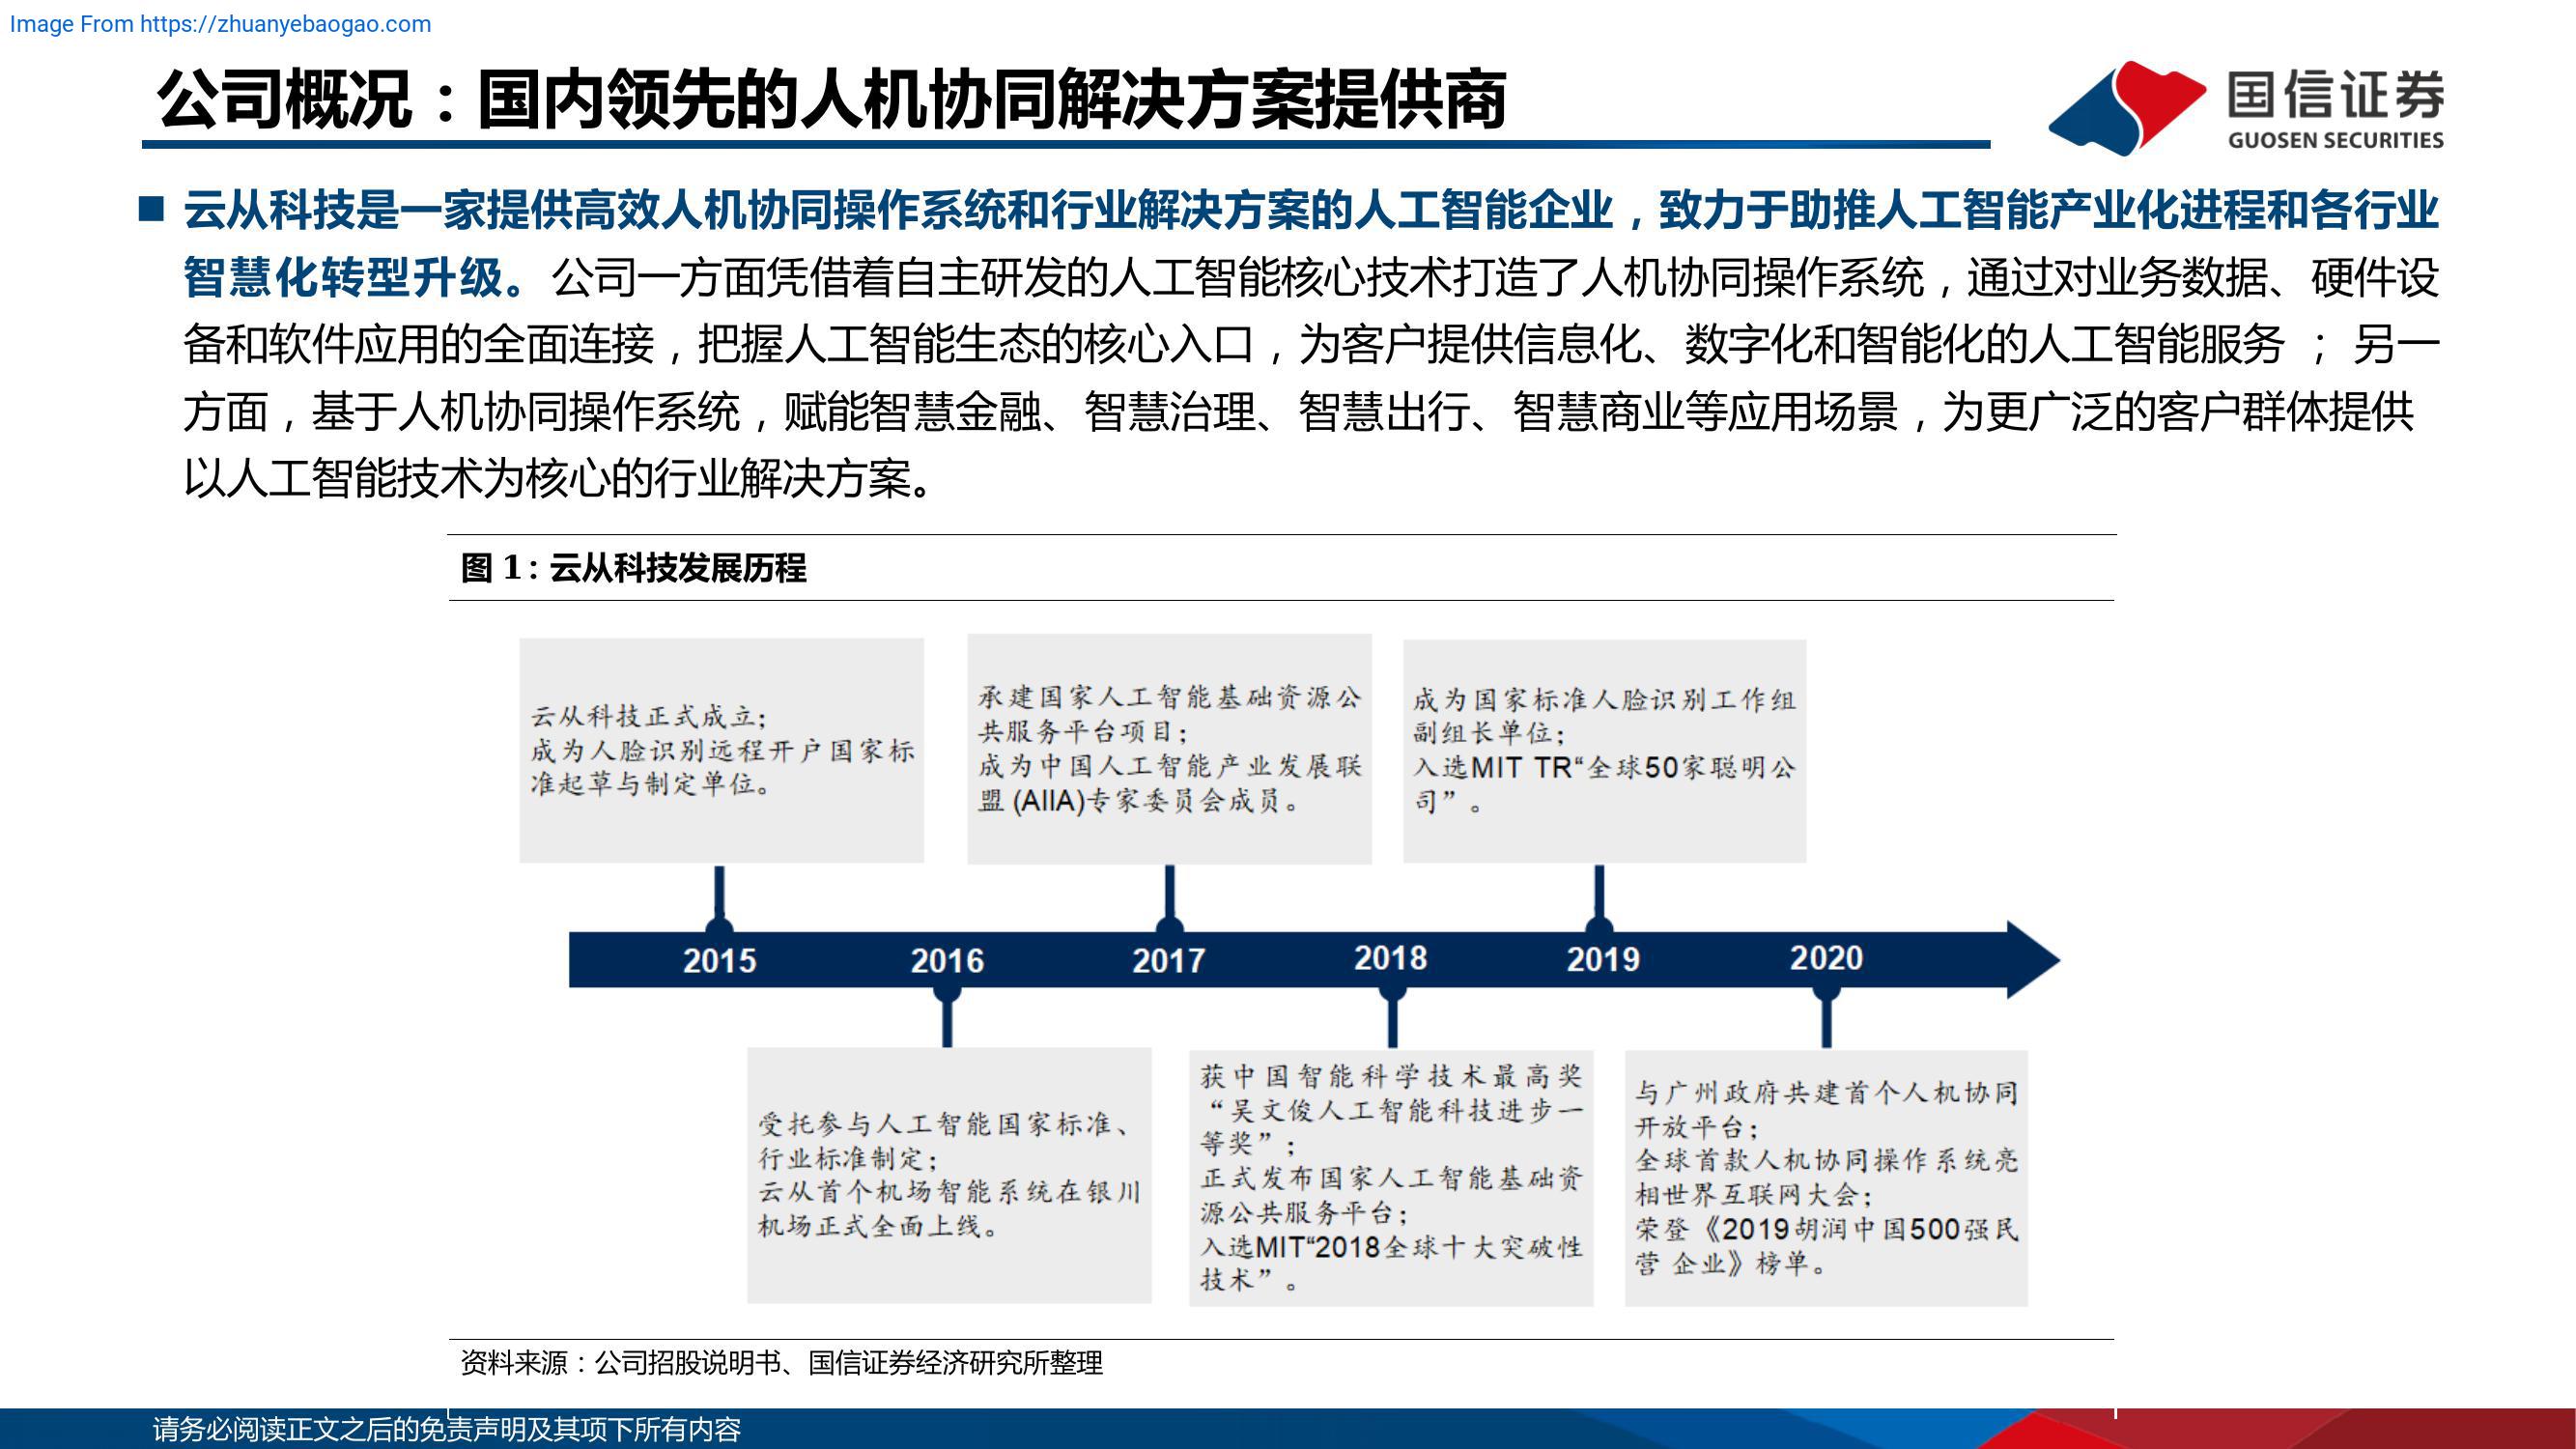 Image From https://zhuanyebaogao.com
公司概况：国内领先的人机协同解决方案提供商
国信证券
GUOSEN SECURITIES
云从科技是一家提供高效人机协同操作系统和行业解决方案的人工智能企业，致力于助推人工智能产业化进程和各行业
智慧化转型升级。公司一方面凭借着自主研发的人工智能核心技术打造了人机协同操作系统，通过对业务数据、硬件设
备和软件应用的全面连接，把握人工智能生态的核心入口，为客户提供信息化、数字化和智能化的人工智能服务 ；另一
方面，基于人机协同操作系统，赋能智慧金融、智慧治理、智慧出行、智慧商业等应用场景，为更广泛的客户群体提供
以人工智能技术为核心的行业解决方案。
图 1：云从科技发展历程
云从科技正式成立；
成为人脸识别远程开户国家标
准起草与制定单位。
承建国家人工智能基础资源公
共服务平台项目；
成为中国人工智能产业发展联
盟 (AIIA)专家委员会成员。
成为国家标准人脸识别工作组
副组长单位；
入选MIT TR“全球50家聪明公
司”。
2015 2016 2017 2018 2019 2020
受托参与人工智能国家标准、
行业标准制定；
云从首个机场智能系统在银川
机场正式全面上线。
获中国智能科学技术最高奖
“吴文俊人工智能科技进步一
等奖”；
正式发布国家人工智能基础资
源公共服务平台；
入选MIT“2018全球十大突破性
技术”。
与广州政府共建首个人机协同
开放平台；
全球首款人机协同操作系统亮
相世界互联网大会；
荣登《2019胡润中国500强民
营 企业》榜单。
资料来源：公司招股说明书、国信证券经济研究所整理
请务必阅读正文之后的免责声明及其项下所有内容